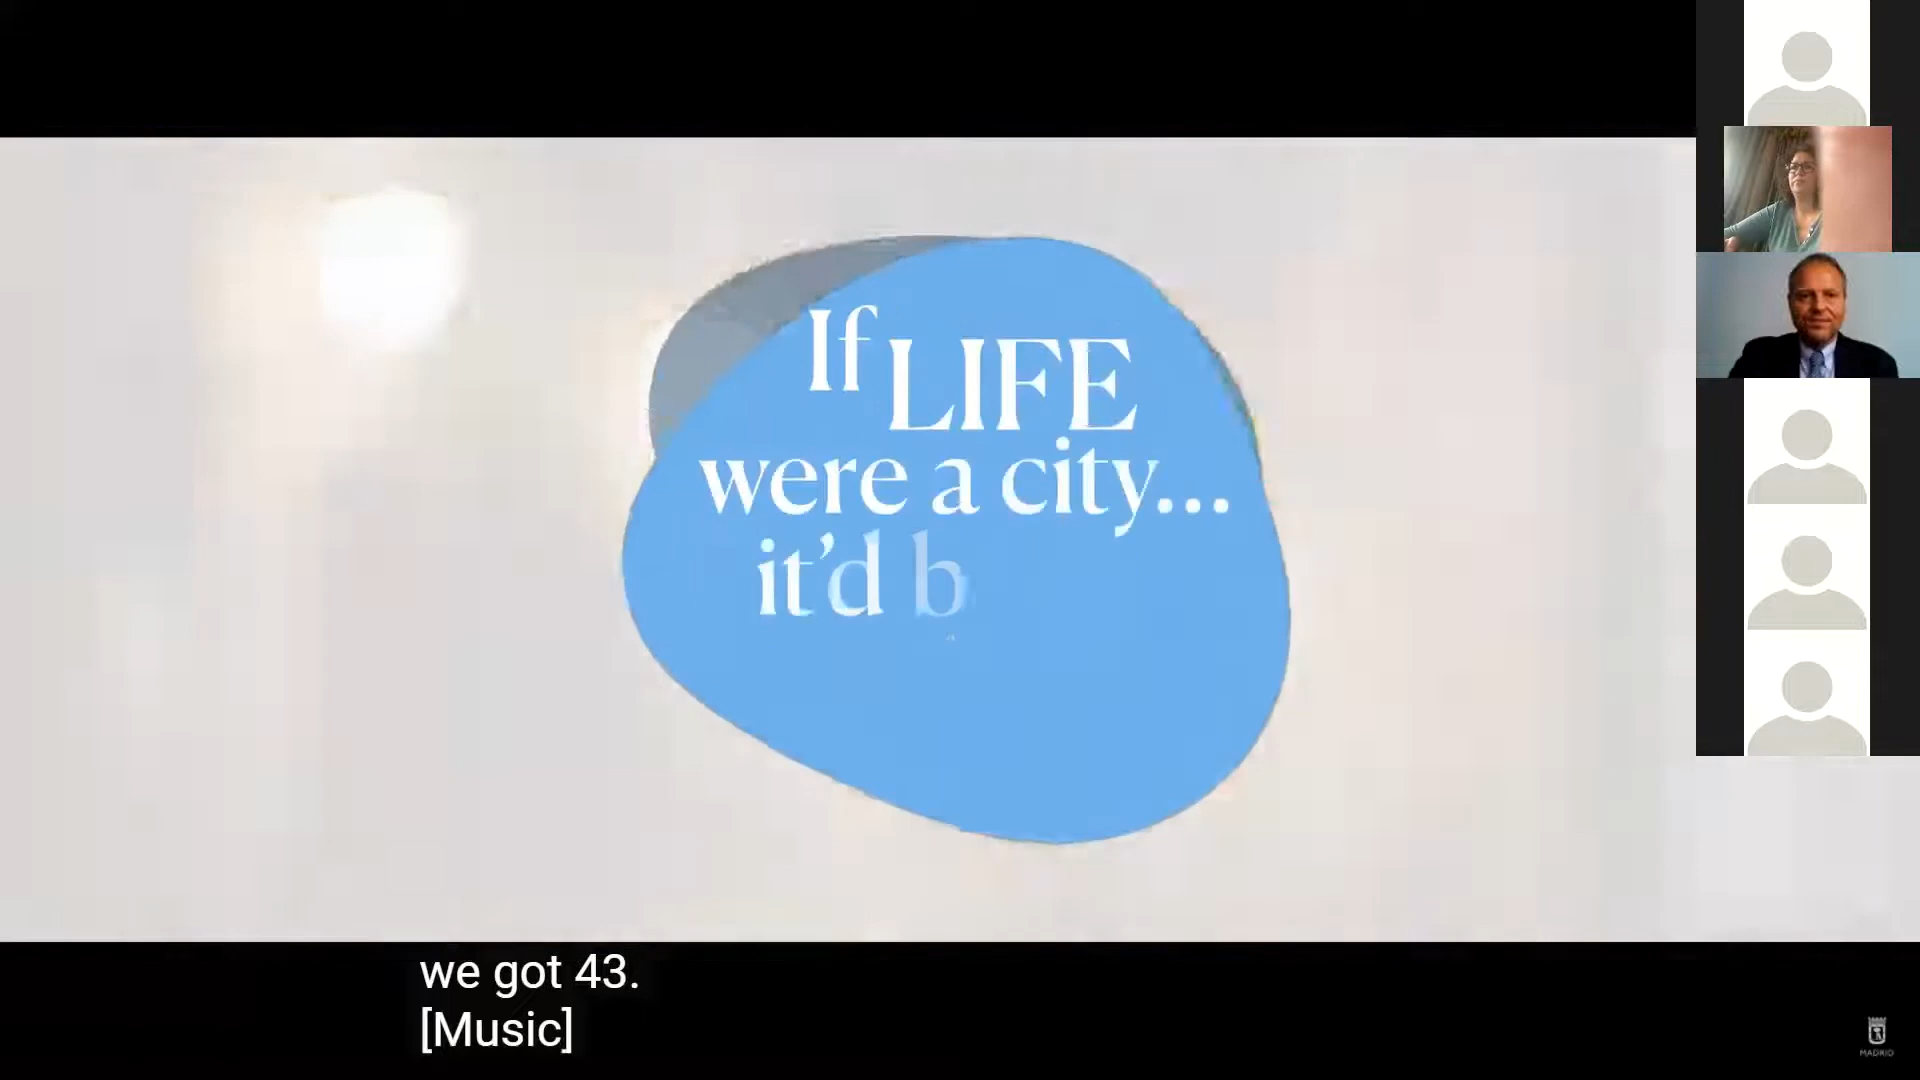 If LIFE
were a city...
it'd b
we got 43.
[Music]
MADRID